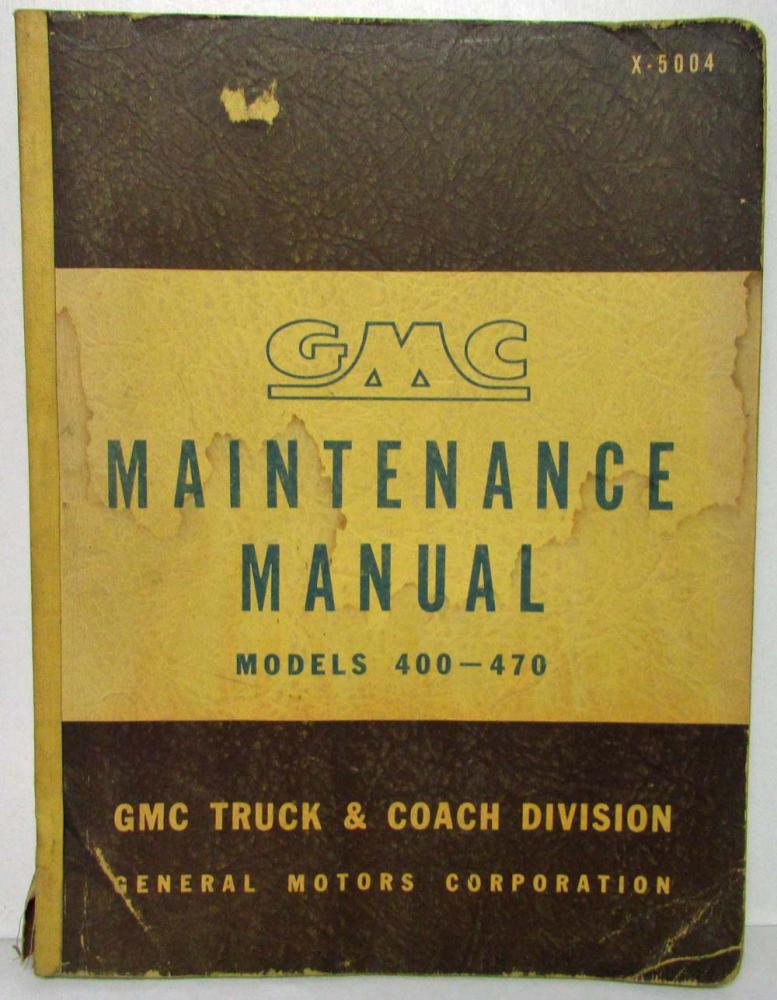 X-5004
GMC
MAINTENANCE
MANUAL
MODELS 400-470
GMC TRUCK & COACH DIVISION
GENERAL MOTORS CORPORATION